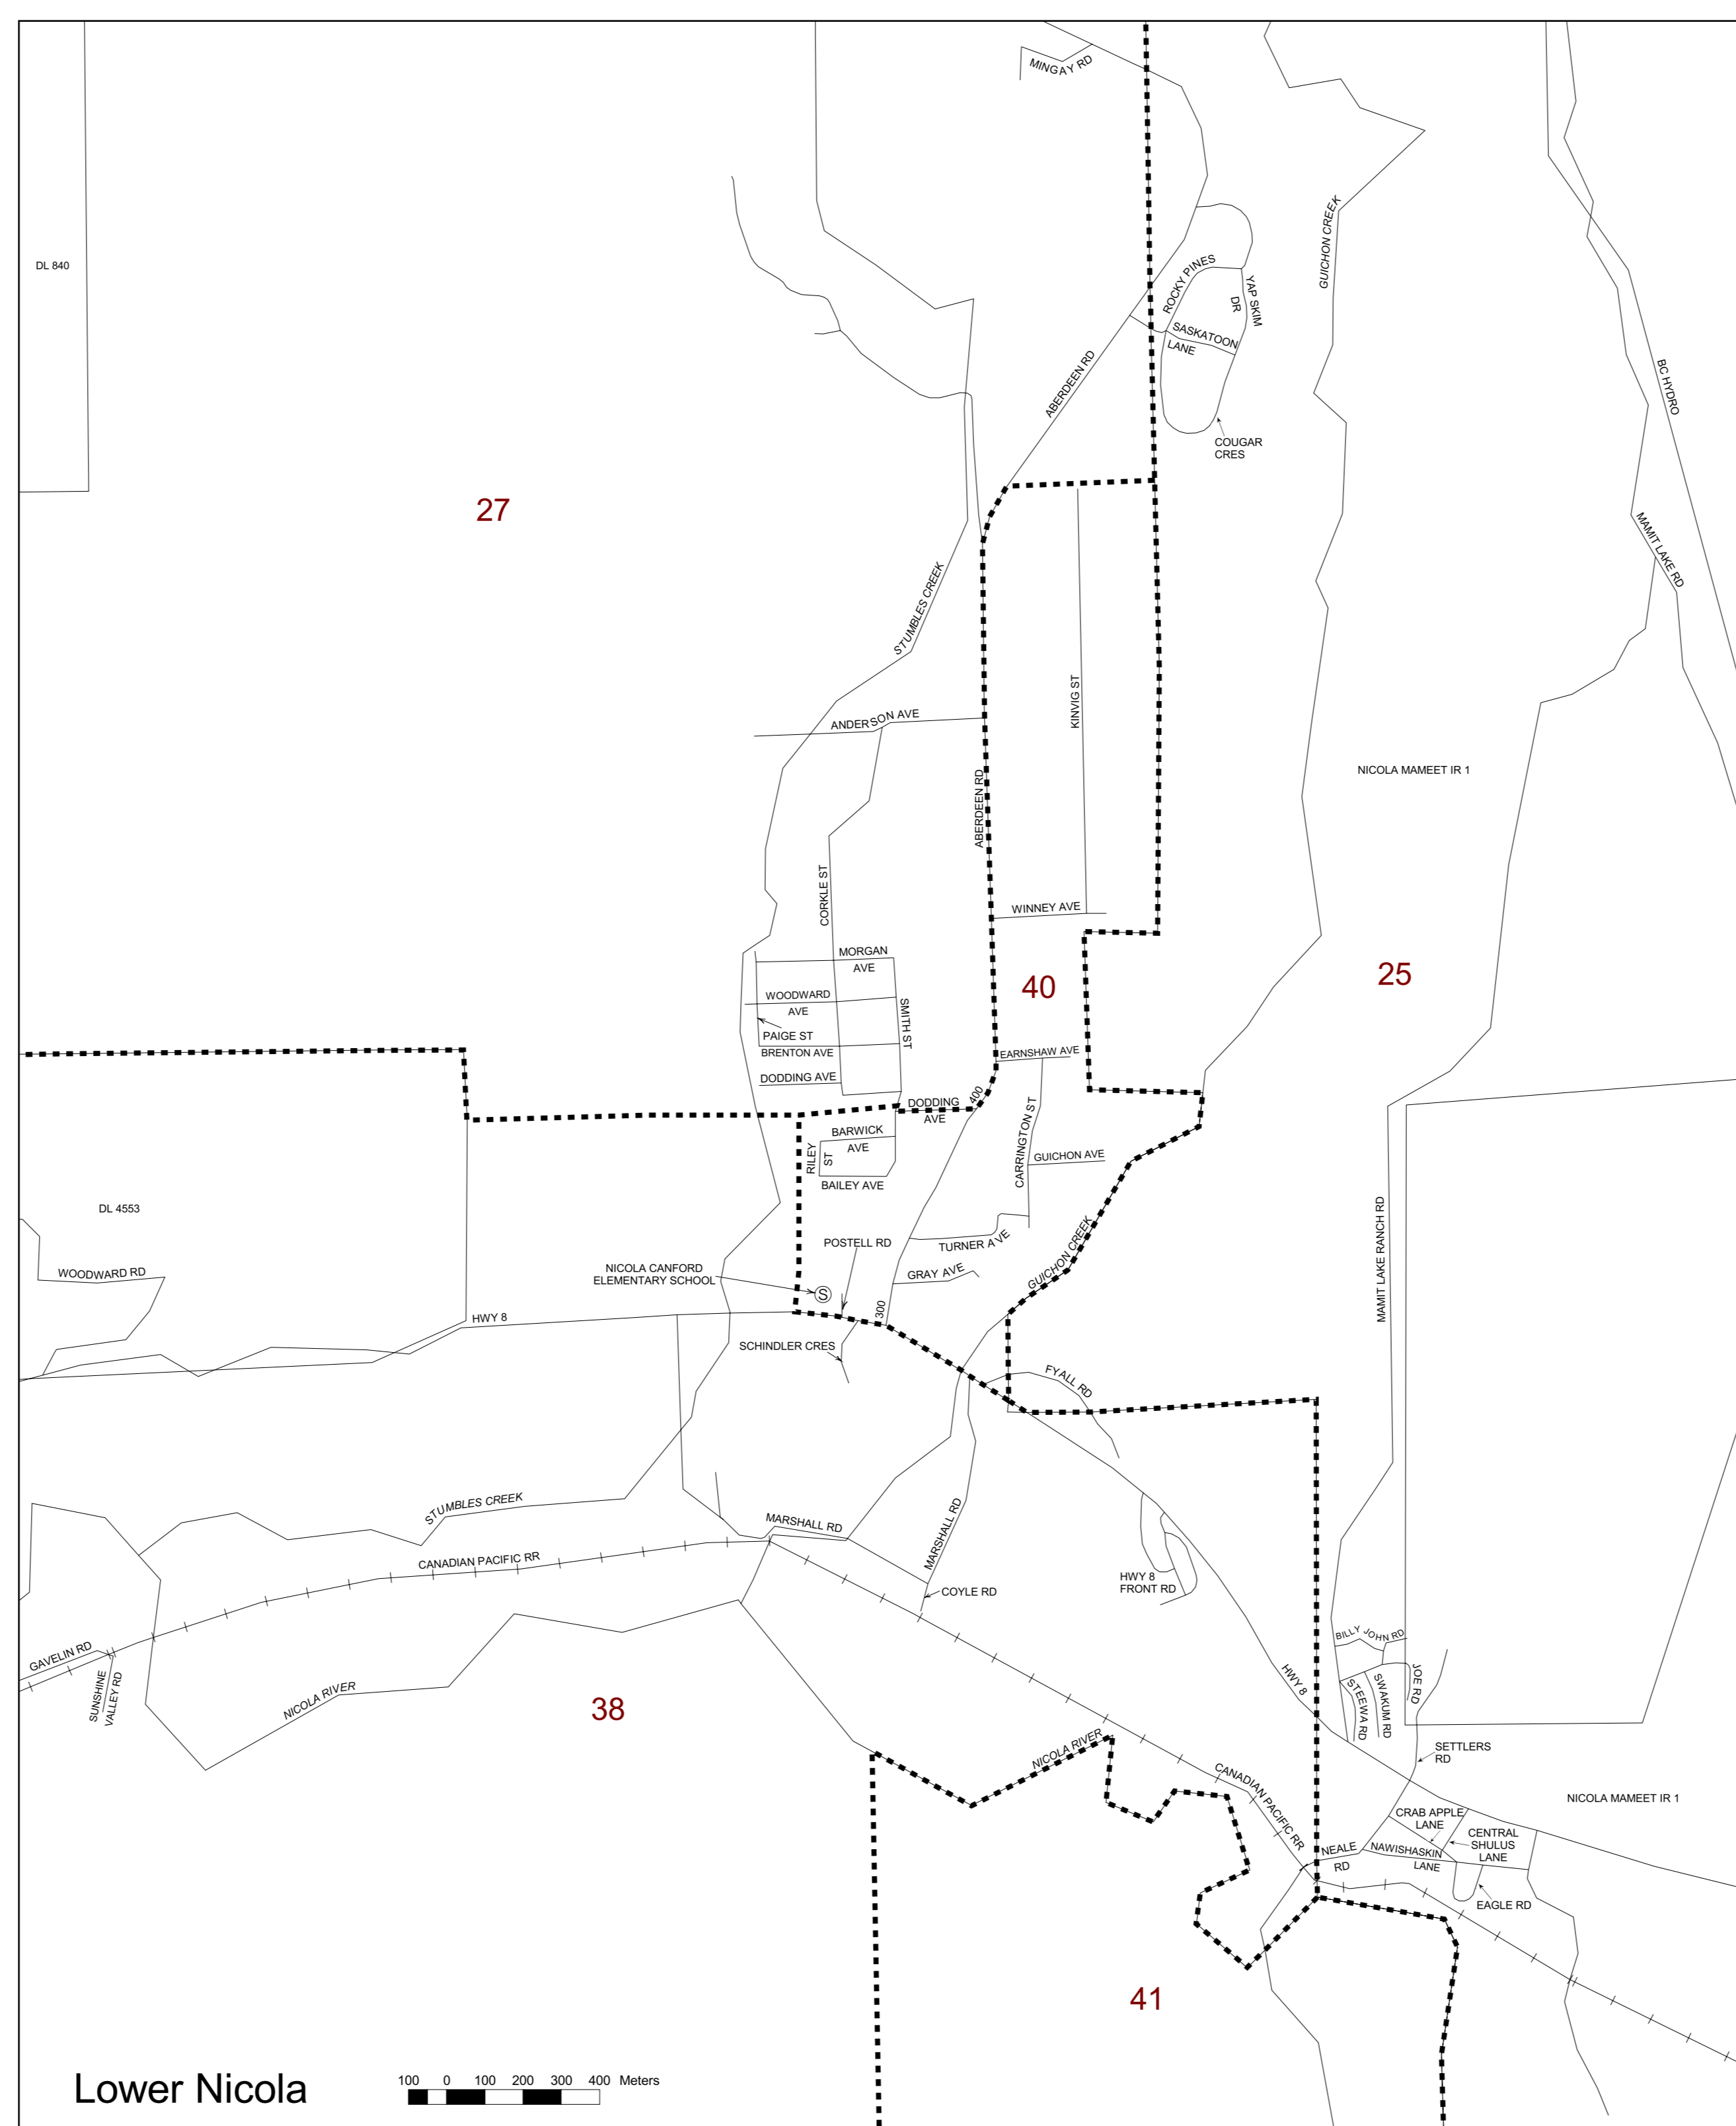 MINGAY RD
DL 840
GUICHON CREEK
ROCKY PINES
YAP SKIM
DR
SASKATOON
LANE
ABERDEEN RD
BC HYDRO
COUGAR
CRES
27
MAMIT LAKE RD
STUMBLES CREEK
KINVIG ST
ANDERSON AVE
NICOLA MAMEET IR 1
ABERDEEN RD
CORKLE ST
WINNEY AVE
MORGAN
AVE
25
40
WOODWARD
AVE
SMITH ST
PAIGE ST
BRENTON AVE
EARNSHAW AVE
DODDING AVE
400
DODDING
AVE
BARWICK
AVE
RILEY
ST
CARRINGTON ST
GUICHON AVE
BAILEY AVE
DL 4553
MAMIT LAKE RANCH RD
POSTELL RD
TURNER AVE
GUICHON CREEK
WOODWARD RD
NICOLA CANFORD
ELEMENTARY SCHOOL
S
GRAY AVE
300
HWY 8
SCHINDLER CRES
FYALL RD
STUMBLES CREEK
MARSHALL RD
MARSHALL RD
CANADIAN PACIFIC RR
HWY 8
FRONT RD
COYLE RD
BILLY JOHN RD
GAVELIN RD
SUNSHINE
VALLEY RD
NICOLA RIVER
HWY 8
STEEWA RD
SWAKUM RD
JOE RD
38
NICOLA RIVER
SETTLERS
RD
CANADIAN PACIFIC RR
NICOLA MAMEET IR 1
CRAB APPLE
LANE
CENTRAL
SHULUS
LANE
NEALE
RD
NAWISHASKIN
LANE
EAGLE RD
41
Lower Nicola
100 0 100 200 300 400 Meters